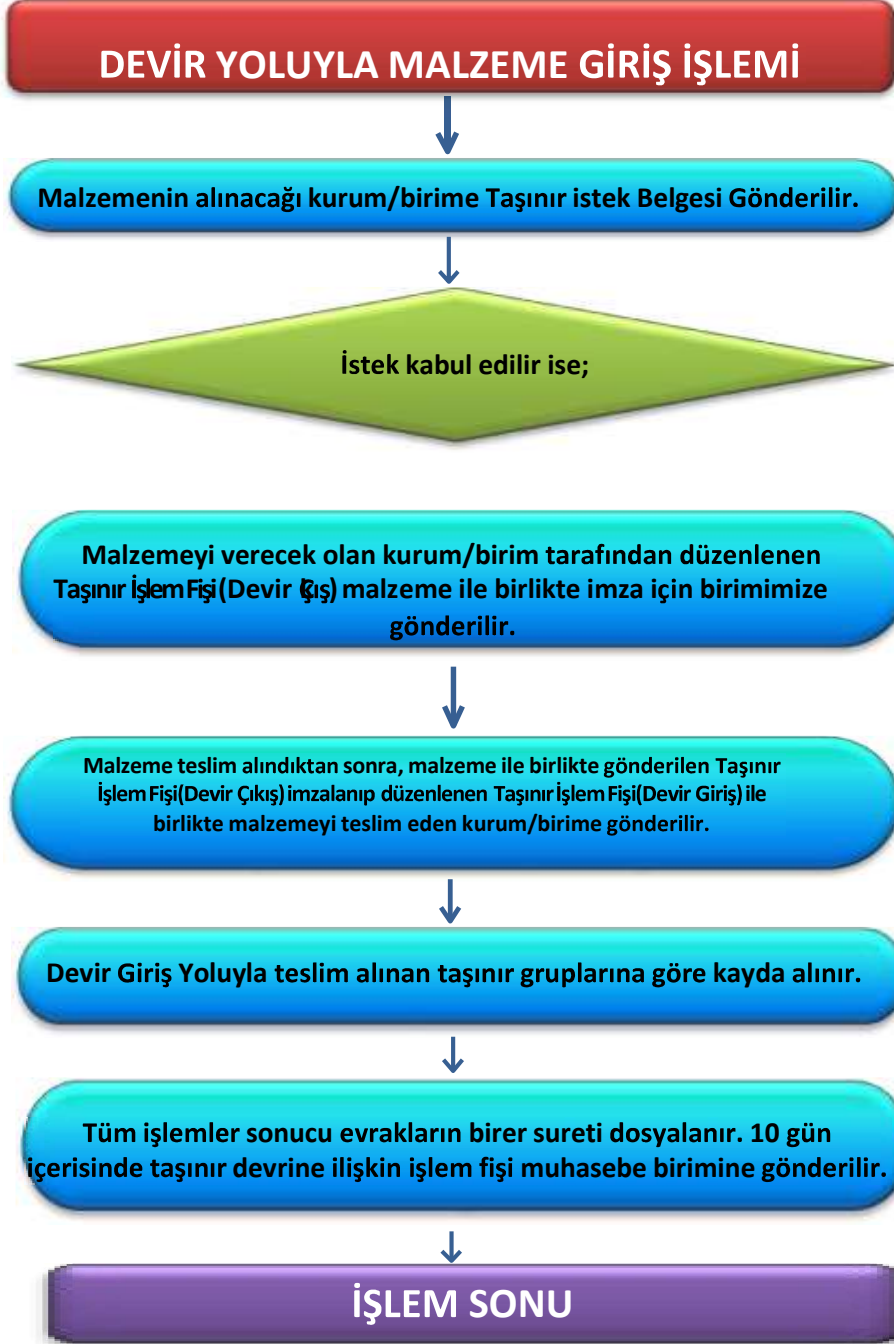 DEVİR YOLUYLA MALZEME GİRİŞ İŞLEMİ
Malzemenin alınacağı kurum/birime Taşınır istek Belgesi Gönderilir.
İstek kabul edilir ise;
Malzemeyi verecek olan kurum/birim tarafından düzenlenen
Taşınır İşlem Fişi (Devir Çıkış) malzeme ile birlikte imza için birimimize
gönderilir.
Malzeme teslim alındıktan sonra, malzeme ile birlikte gönderilen Taşınır
İşlem Fişi(Devir Çıkış) imzalanıp düzenlenen Taşınır İşlem Fişi(Devir Giriş) ile
birlikte malzemeyi teslim eden kurum/birime gönderilir.
Devir Giriş Yoluyla teslim alınan taşınır gruplarına göre kayda alınır.
Tüm işlemler sonucu evrakların birer sureti dosyalanır. 10 gün
içerisinde taşınır devrine ilişkin işlem fişi muhasebe birimine gönderilir.
İŞLEM SONU